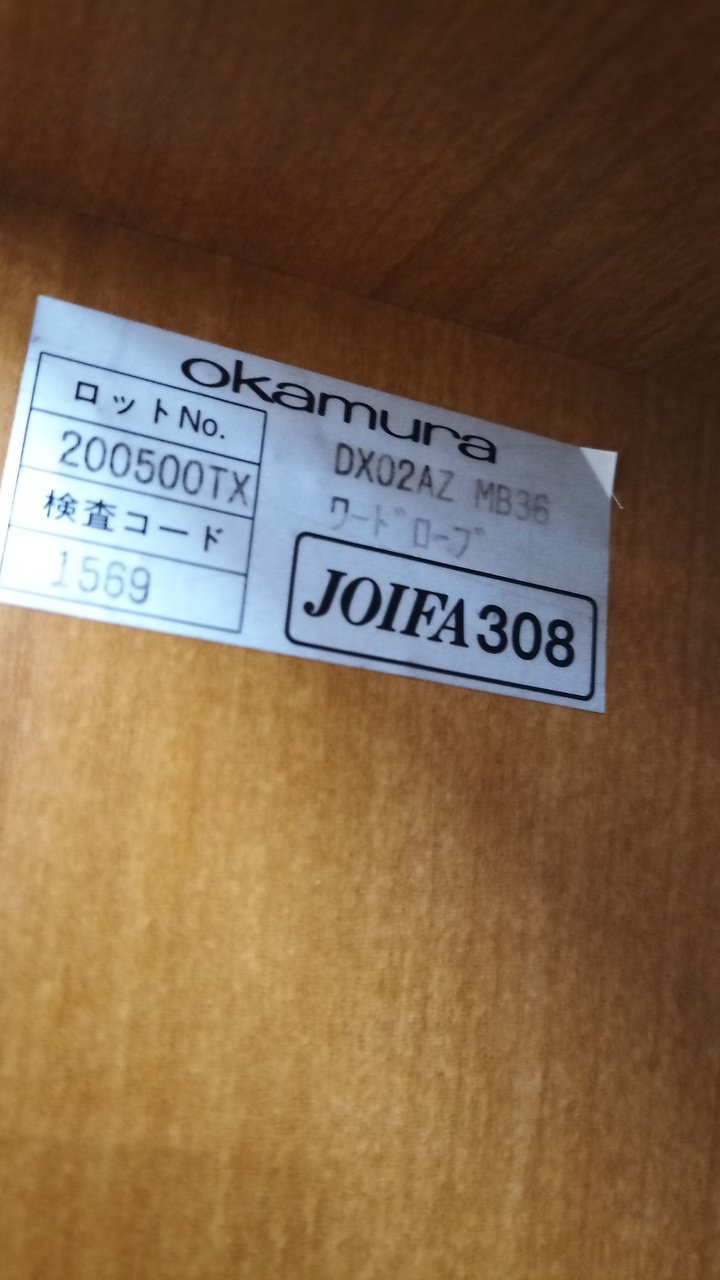 okamura
ロットNo.
200500TX
検査コード
1569
DX02AZ MB36
ワードローブ
JOIFA308